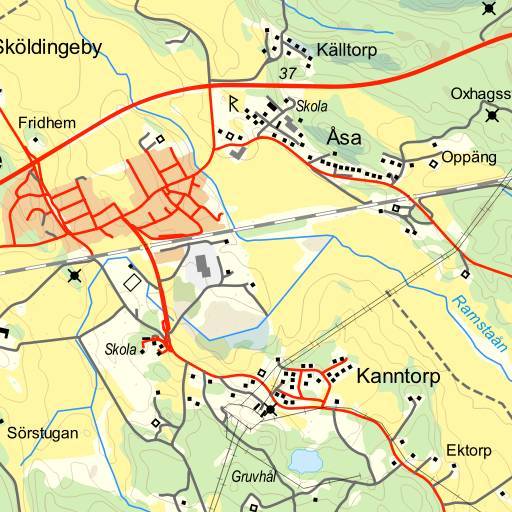 Sköldingeby
Källtorp
37
Oxhagss
R
Skola
Fridhem
Åsa
e
Oppäng
Ramstaån
Skola
Kanntorp
Sörstugan
Ektorp
Gruvhål